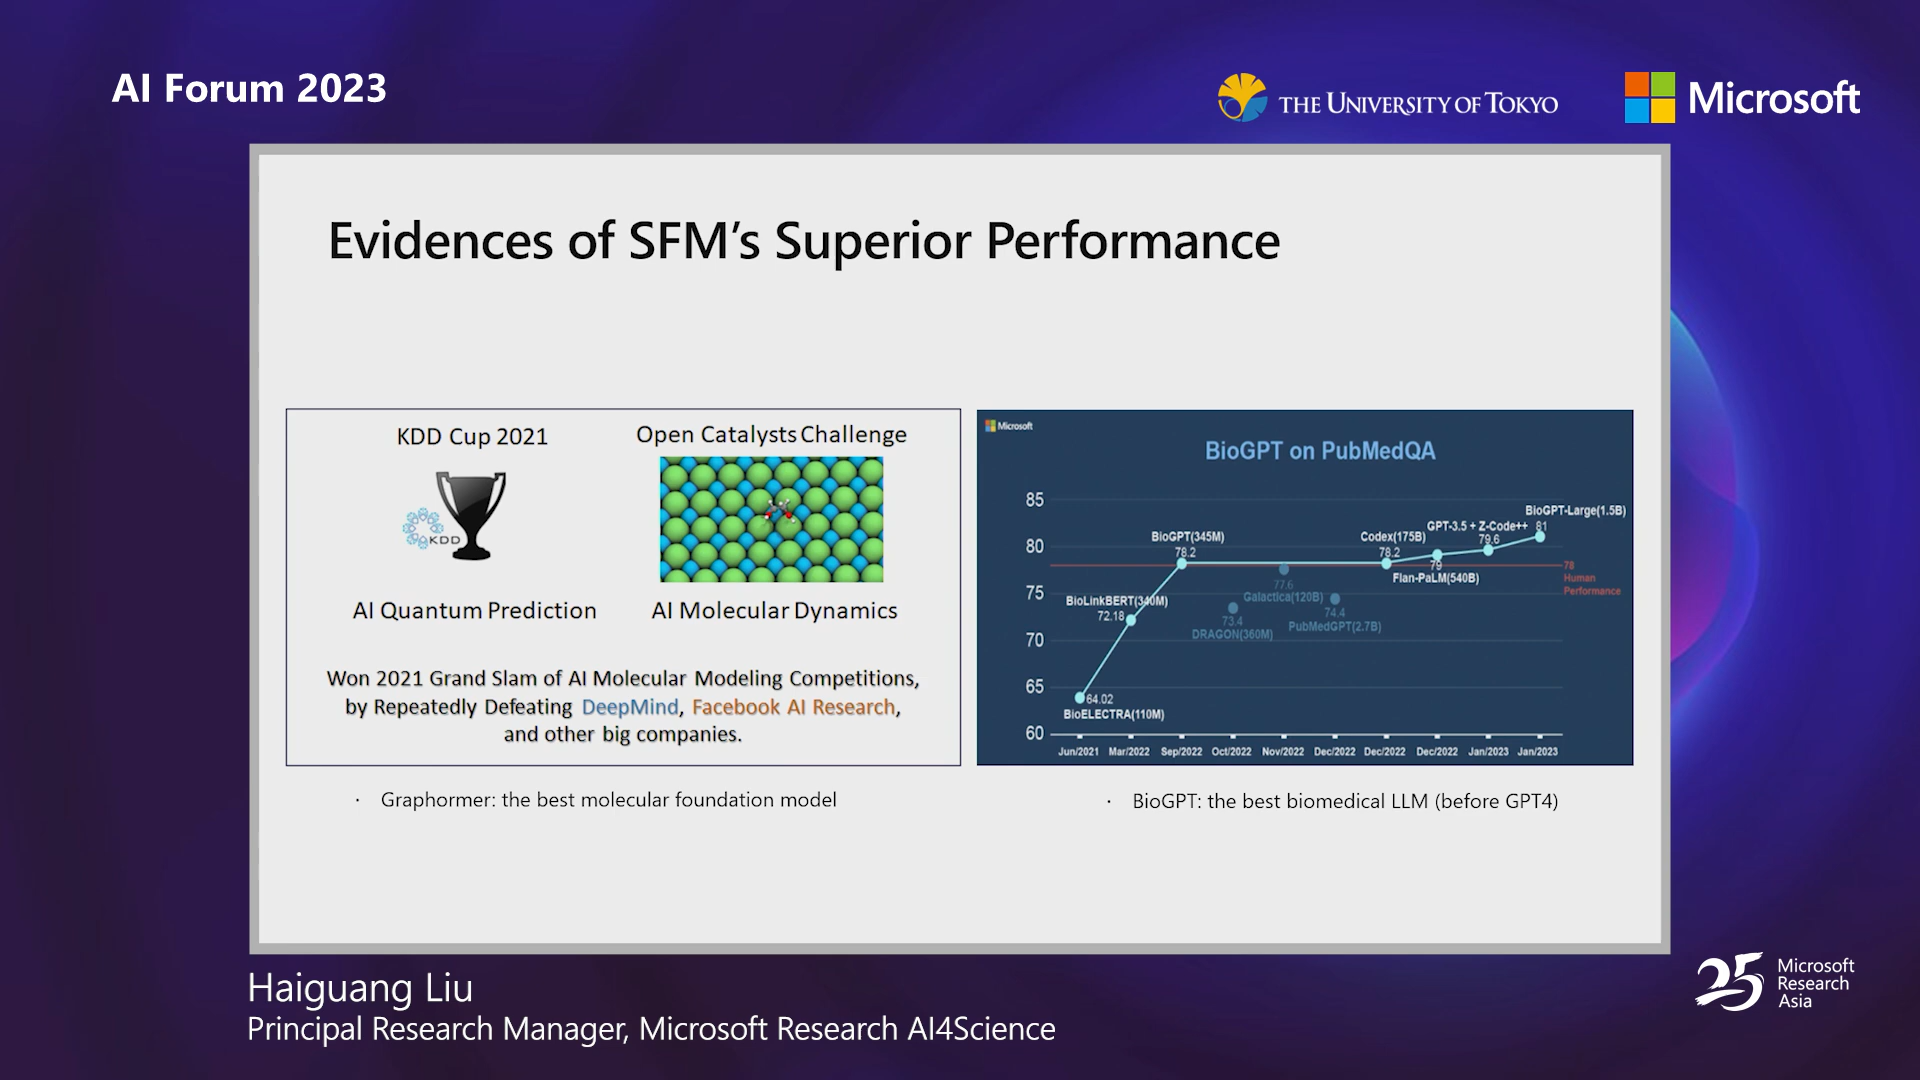 AI Forum 2023
THE UNIVERSITY OF TOKYO
Microsoft
Evidences of SFM's Superior Performance
KDD Cup 2021
Open Catalysts Challenge
KDD
AI Quantum Prediction
AI Molecular Dynamics
Won 2021 Grand Slam of AI Molecular Modeling Competitions,
by Repeatedly Defeating DeepMind, Facebook AI Research,
and other big companies.
· Graphormer: the best molecular foundation model
Microsoft
BioGPT on PubMedQA
85
80
75
70
65
60
BioELECTRA(110M)
64.02
BioLinkBERT(340M)
72.18
BioGPT(345M)
78.2
73.4
DRAGON(360M)
77.6
Galactica(120B)
74.4
PubMedGPT(2.7B)
Codex(175B)
78.2
79
Flan-PaLM(540B)
GPT-3.5 + Z-Code++
79.6
BioGPT-Large(1.5B)
81
78
Human
Performance
Jun/2021 Mar/2022 Sep/2022 Oct/2022 Nov/2022 Dec/2022 Dec/2022 Dec/2022 Jan/2023 Jan/2023
· BioGPT: the best biomedical LLM (before GPT4)
Haiguang Liu
Principal Research Manager, Microsoft Research AI4Science
25
Microsoft
Research
Asia